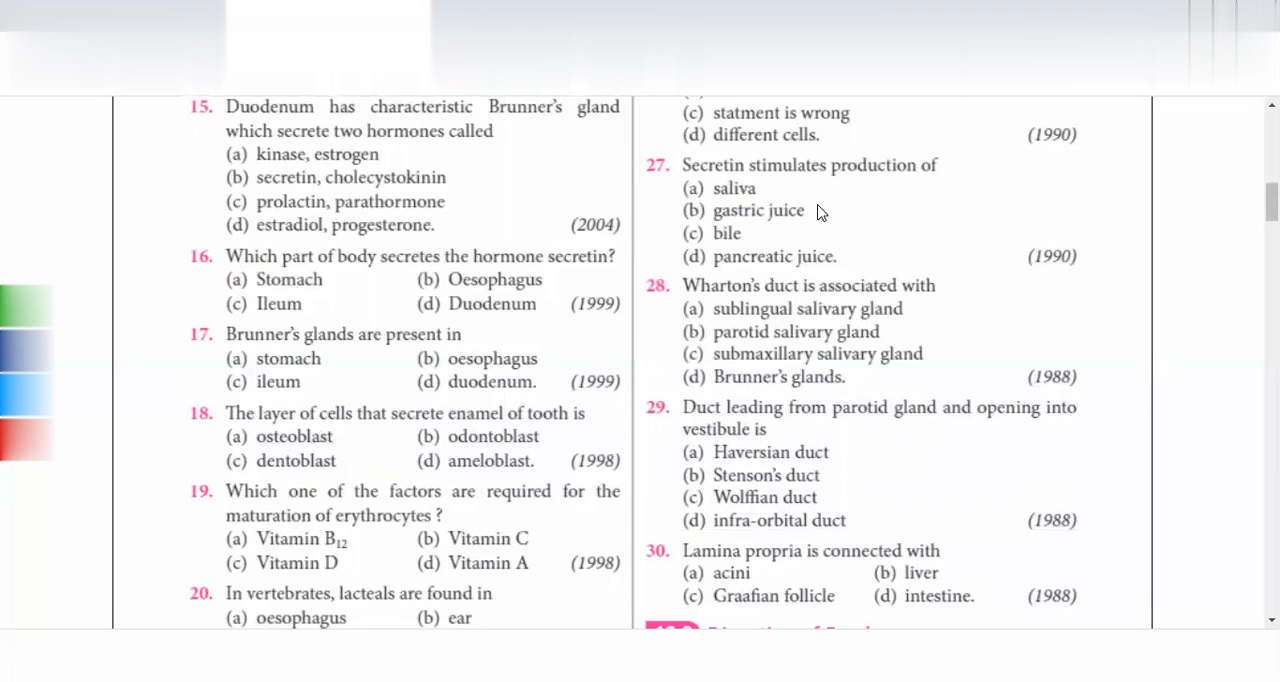 15. Duodenum has characteristic Brunner's gland
which secrete two hormones called
(a) kinase, estrogen
(b) secretin, cholecystokinin
(c) prolactin, parathormone
(d) estradiol, progesterone. (2004)
16. Which part of body secretes the hormone secretin?
(a) Stomach (b) Oesophagus
(c) Ileum (d) Duodenum (1999)
17. Brunner's glands are present in
(a) stomach (b) oesophagus
(c) ileum (d) duodenum. (1999)
18. The layer of cells that secrete enamel of tooth is
(a) osteoblast (b) odontoblast
(c) dentoblast (d) ameloblast. (1998)
19. Which one of the factors are required for the
maturation of erythrocytes ?
(a) Vitamin B12 (b) Vitamin C
(c) Vitamin D (d) Vitamin A (1998)
20. In vertebrates, lacteals are found in
(a) oesophagus (b) ear
(c) statment is wrong
(d) different cells. (1990)
27. Secretin stimulates production of
(a) saliva
(b) gastric juice
(c) bile
(d) pancreatic juice. (1990)
28. Wharton's duct is associated with
(a) sublingual salivary gland
(b) parotid salivary gland
(c) submaxillary salivary gland
(d) Brunner's glands. (1988)
29. Duct leading from parotid gland and opening into
vestibule is
(a) Haversian duct
(b) Stenson's duct
(c) Wolffian duct
(d) infra-orbital duct (1988)
30. Lamina propria is connected with
(a) acini (b) liver
(c) Graafian follicle (d) intestine. (1988)